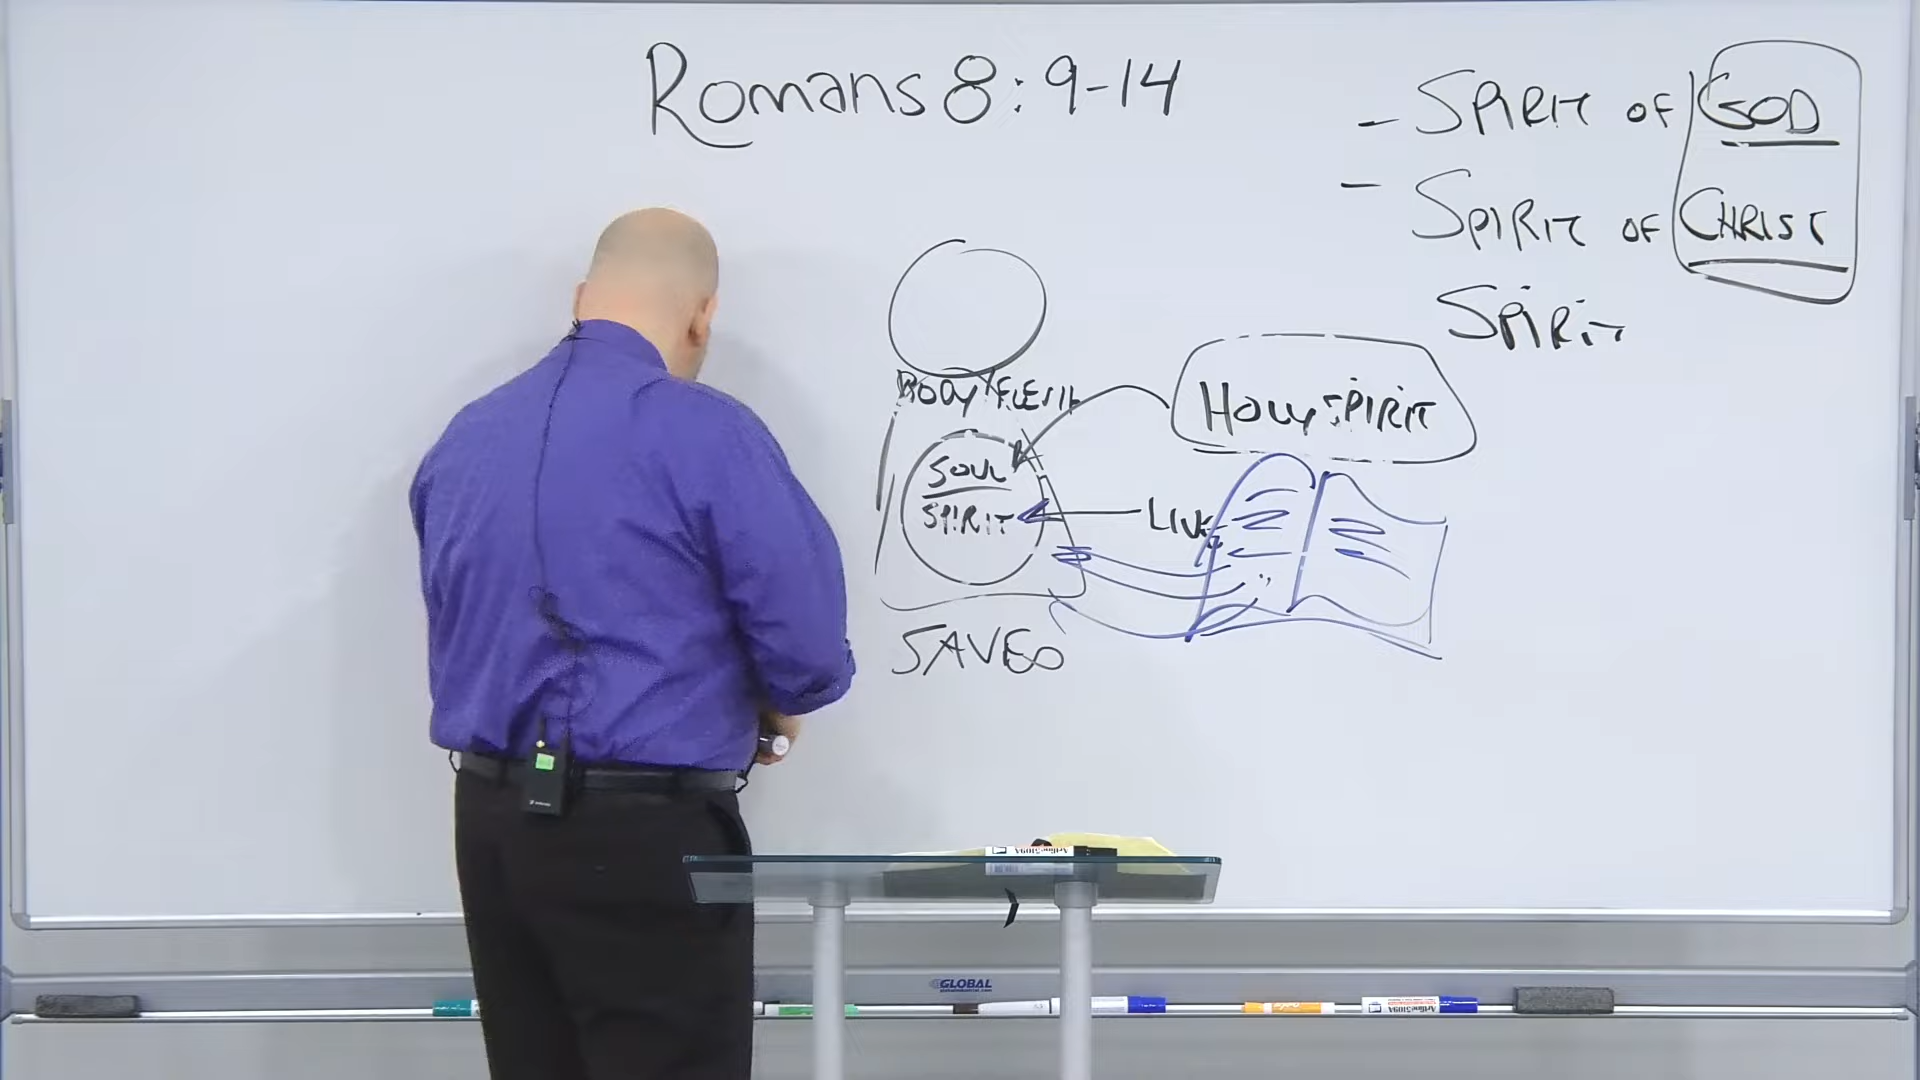 Romans 8:9-14
- SPIRIT OF GOD
- SPIRIT OF CHRIST
SPIRIT
BODY/FLESH
HOLY SPIRIT
SOUL
SPIRIT
LIVE
SAVED
GLOBAL